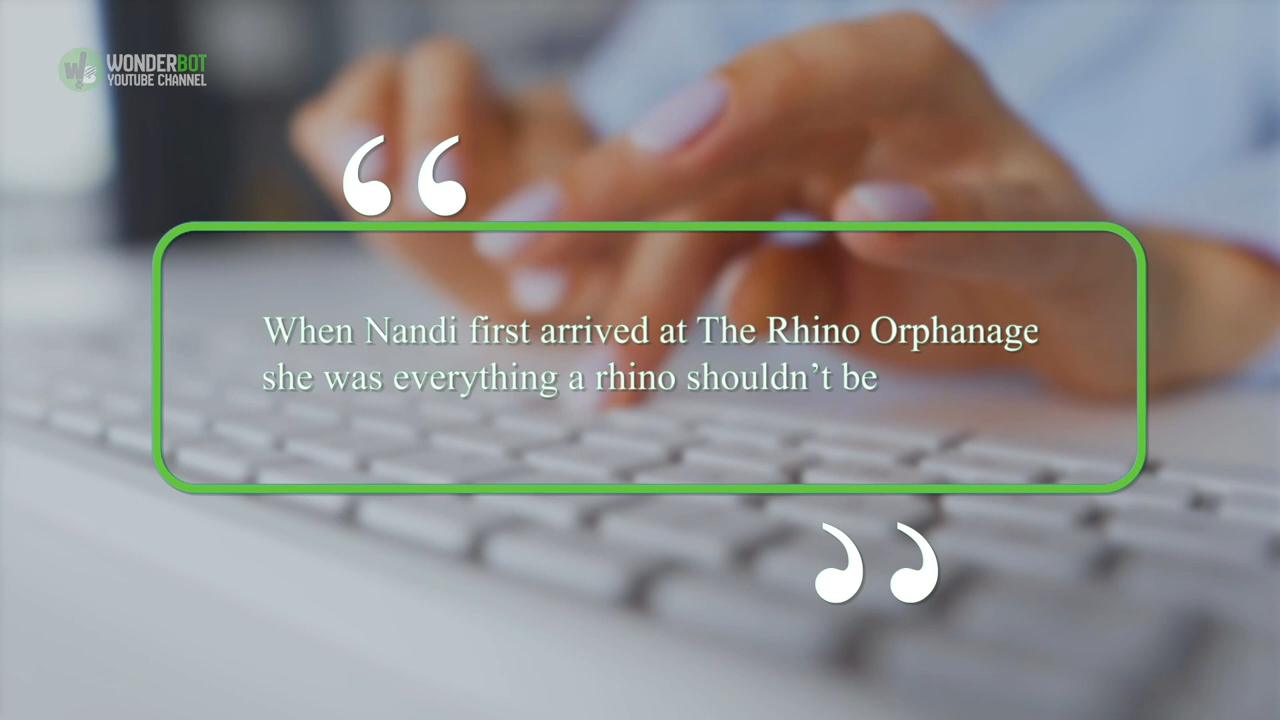 WONDERBOT
YOUTUBE CHANNEL
“
When Nandi first arrived at The Rhino Orphanage
she was everything a rhino shouldn’t be
”